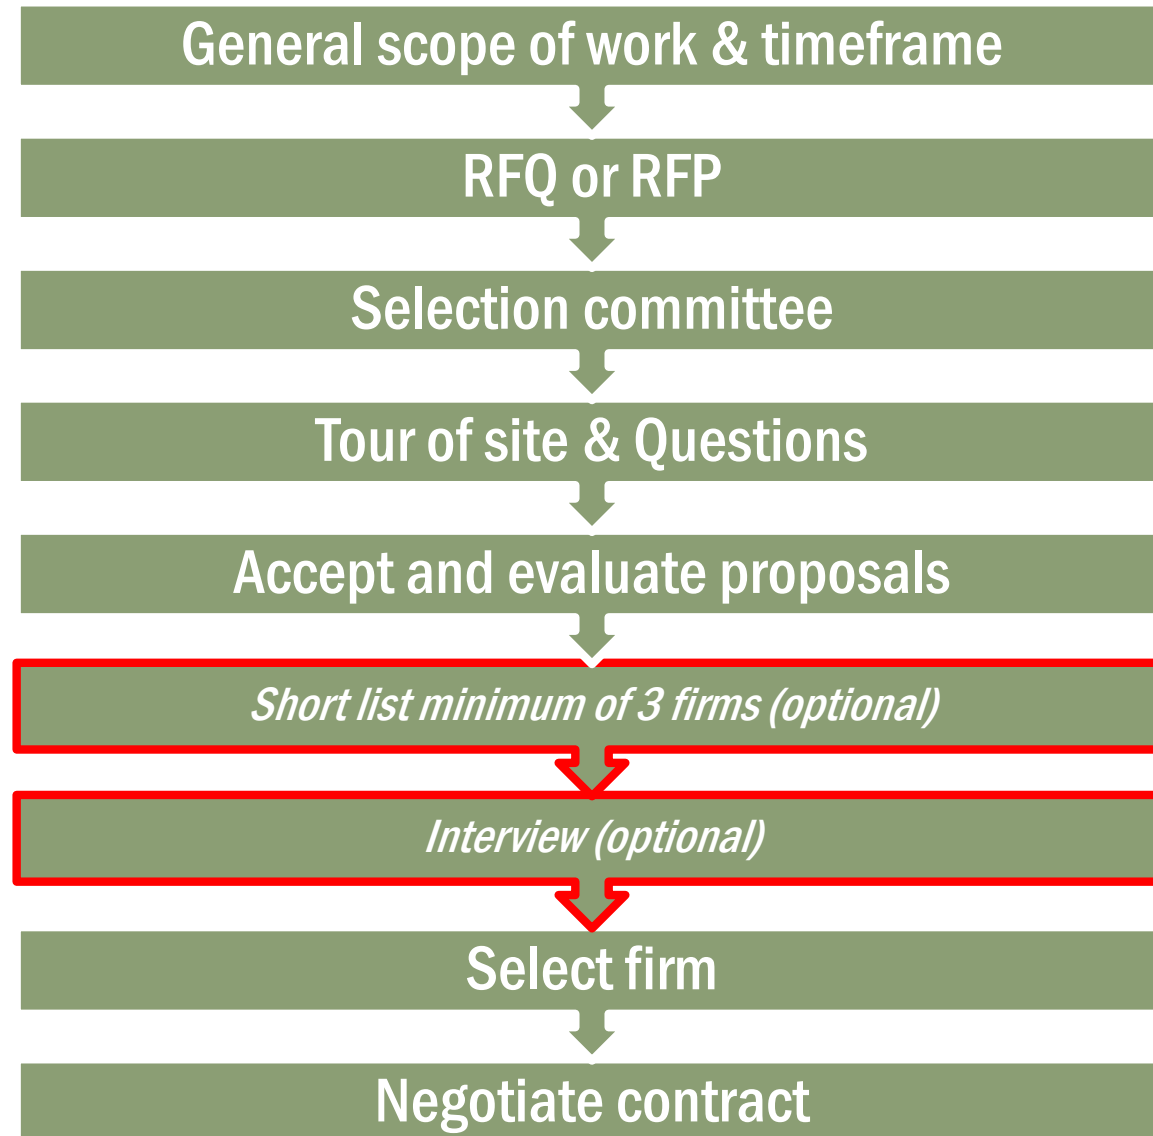 General scope of work & timeframe
RFQ or RFP
Selection committee
Tour of site & Questions
Accept and evaluate proposals
Short list minimum of 3 firms (optional)
Interview (optional)
Select firm
Negotiate contract